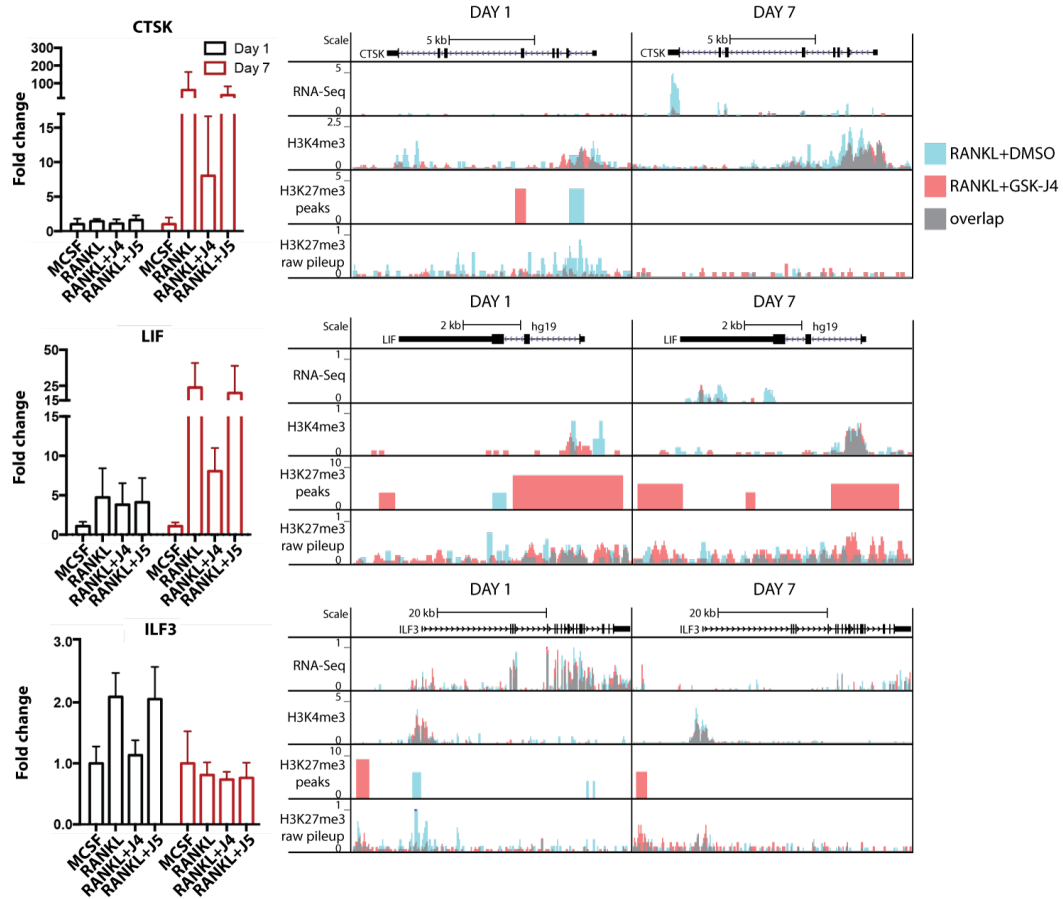 CTSK
Fold change
300
200
100
15
10
5
0
Day 1
Day 7
MCSF
RANKL
RANKL+J4
RANKL+J5
MCSF
RANKL
RANKL+J4
RANKL+J5
DAY 1
DAY 7
Scale
5 kb
5 kb
CTSK
CTSK
RNA-Seq
5
0
H3K4me3
2.5
0
H3K27me3
peaks
5
0
H3K27me3
raw pileup
1
0
RANKL+DMSO
RANKL+GSK-J4
overlap
LIF
Fold change
50
25
15
15
10
5
0
MCSF
RANKL
RANKL+J4
RANKL+J5
MCSF
RANKL
RANKL+J4
RANKL+J5
DAY 1
DAY 7
Scale
2 kb
hg19
2 kb
hg19
LIF
LIF
RNA-Seq
1
0
H3K4me3
1
0
H3K27me3
peaks
10
0
H3K27me3
raw pileup
1
0
ILF3
Fold change
3.0
2.0
1.0
0.0
MCSF
RANKL
RANKL+J4
RANKL+J5
MCSF
RANKL
RANKL+J4
RANKL+J5
DAY 1
DAY 7
Scale
20 kb
20 kb
ILF3
ILF3
RNA-Seq
1
0
H3K4me3
5
0
H3K27me3
peaks
10
0
H3K27me3
raw pileup
1
0